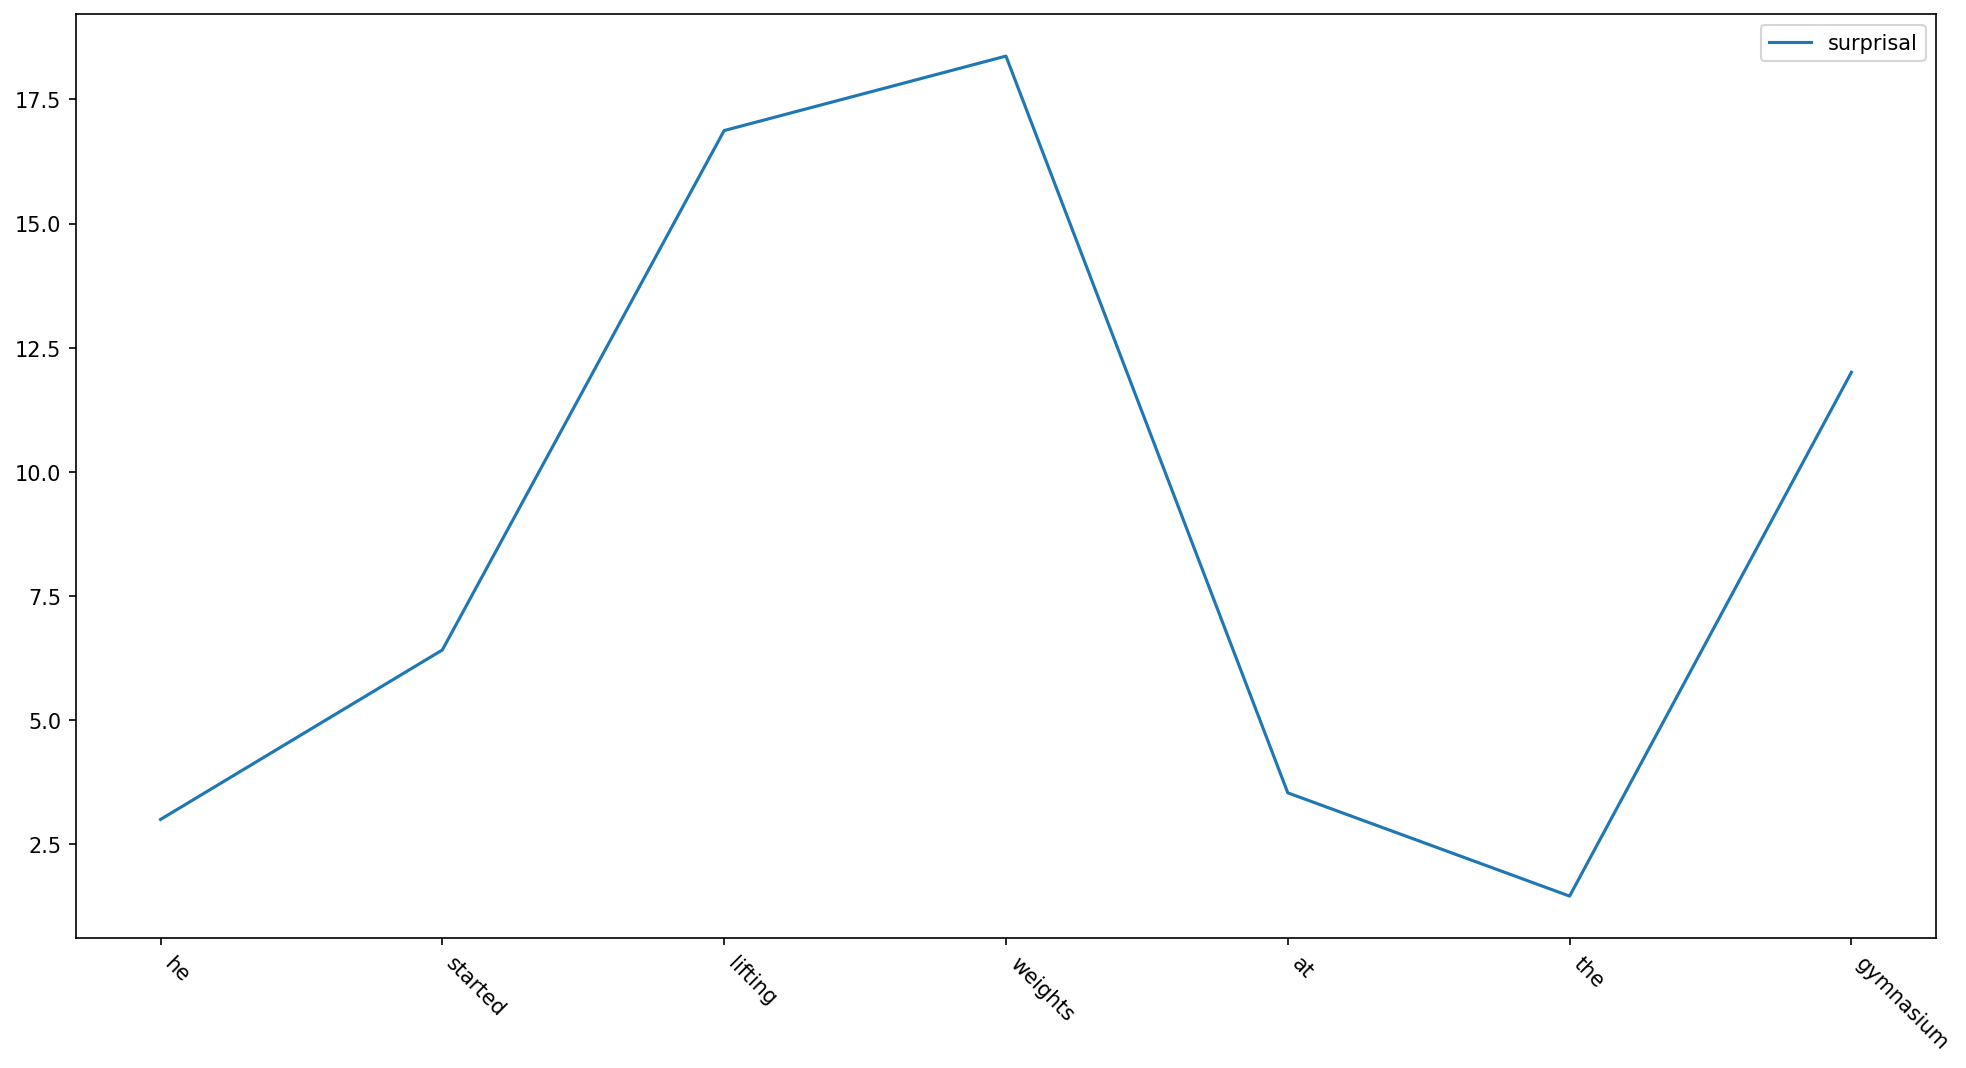 surprisal
17.5
15.0
12.5
10.0
7.5
5.0
2.5
he
started
lifting
weights
at
the
gymnasium